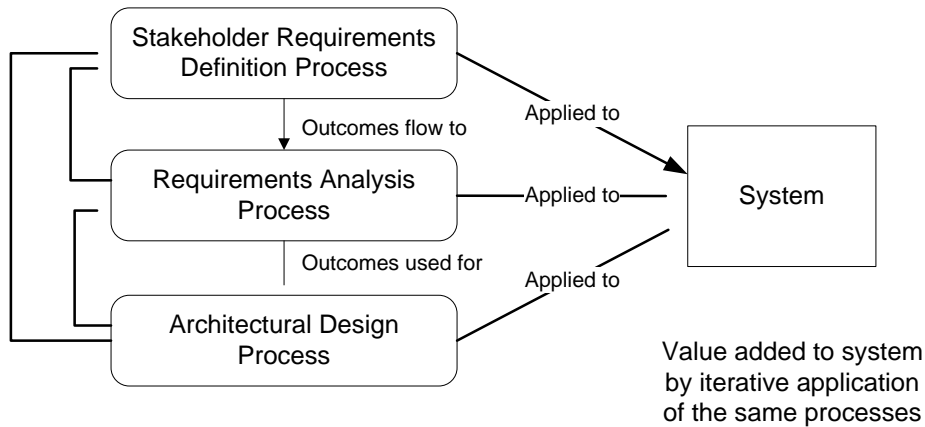 Stakeholder Requirements
Definition Process
Applied to
Outcomes flow to
Requirements Analysis
Process
Applied to
System
Outcomes used for
Applied to
Architectural Design
Process
Value added to system
by iterative application
of the same processes